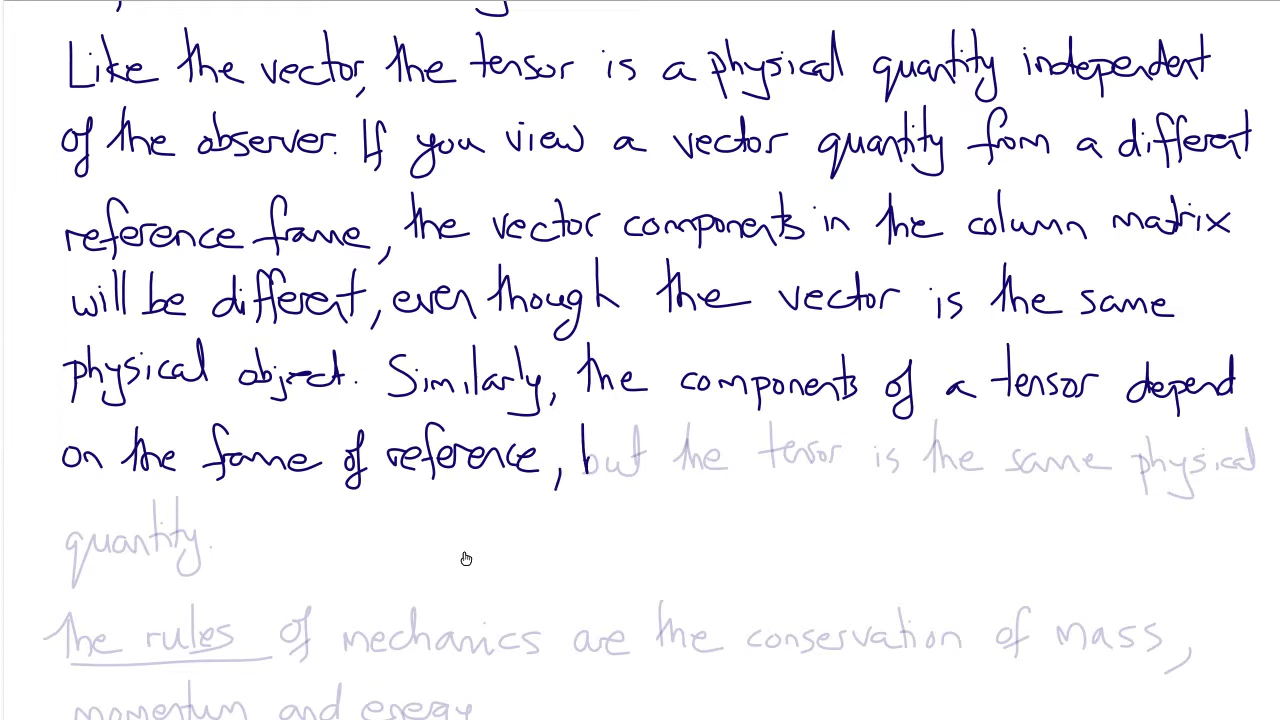 Like the vector, the tensor is a physical quantity independent
of the observer. If you view a vector quantity from a different
reference frame, the vector components in the column matrix
will be different, even though the vector is the same
physical object. Similarly, the components of a tensor depend
on the frame of reference, but the tensor is the same physical
quantity.
The rules of mechanics are the conservation of mass,
momentum and energy